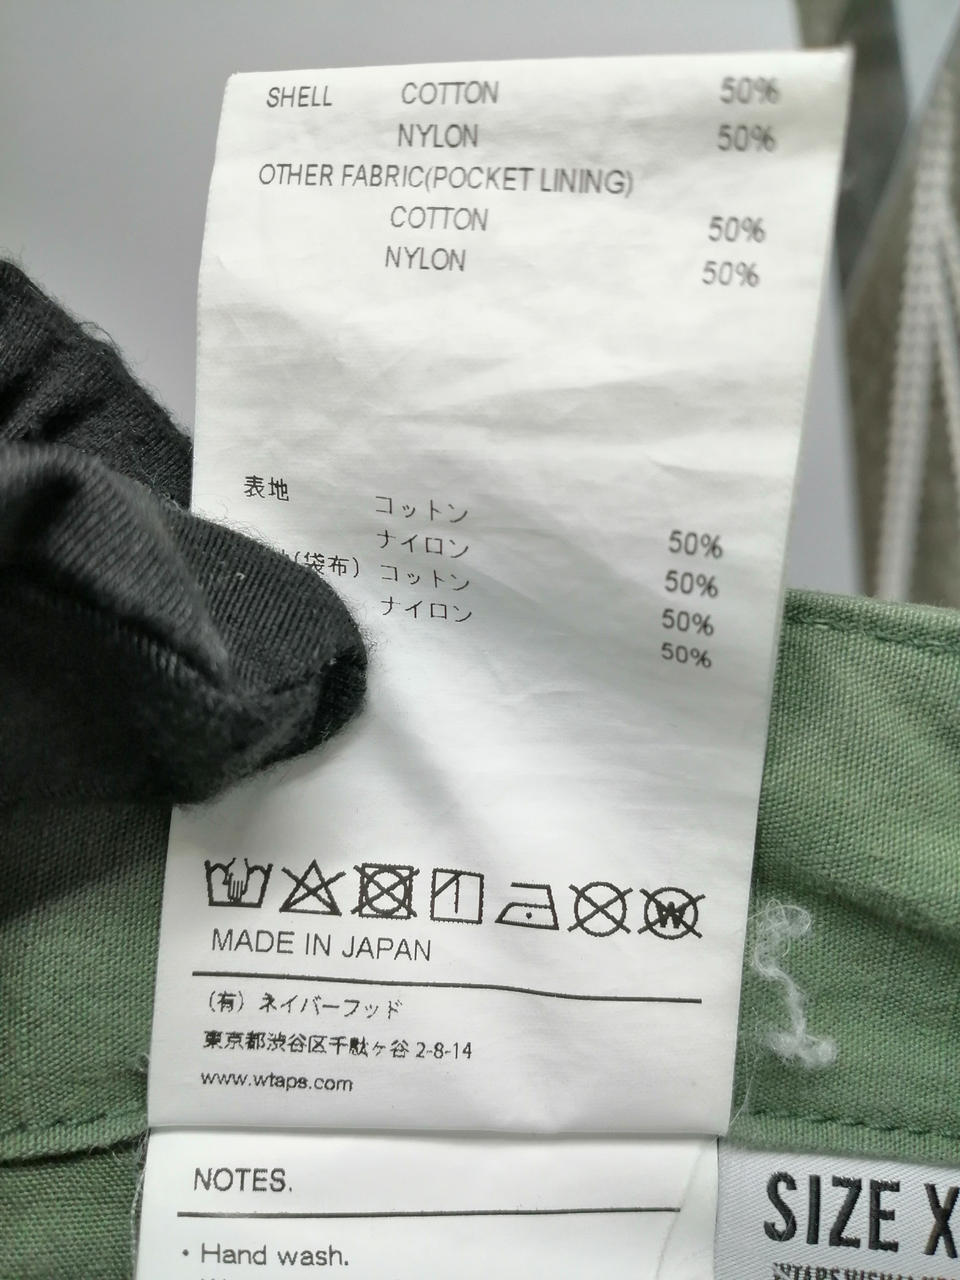 SHELL COTTON 50%
NYLON 50%
OTHER FABRIC(POCKET LINING)
COTTON 50%
NYLON 50%
表地 コットン 50%
ナイロン 50%
(袋布) コットン 50%
ナイロン 50%
W
MADE IN JAPAN
(有) ネイバーフッド
東京都渋谷区千駄ヶ谷 2-8-14
www.wtaps.com
NOTES.
• Hand wash.
SIZE X